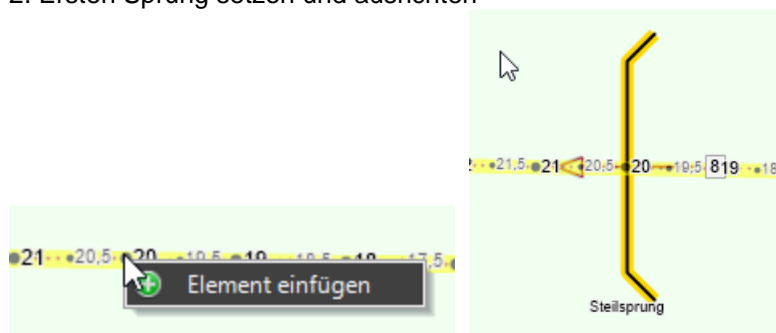 2. Ersten Sprung setzen und ausrichten
21,5 21 20,5 20 19,5 8 19 18
21 20,5 20 19,5 19 18,5 18 17,5
Element einfügen
Steilsprung